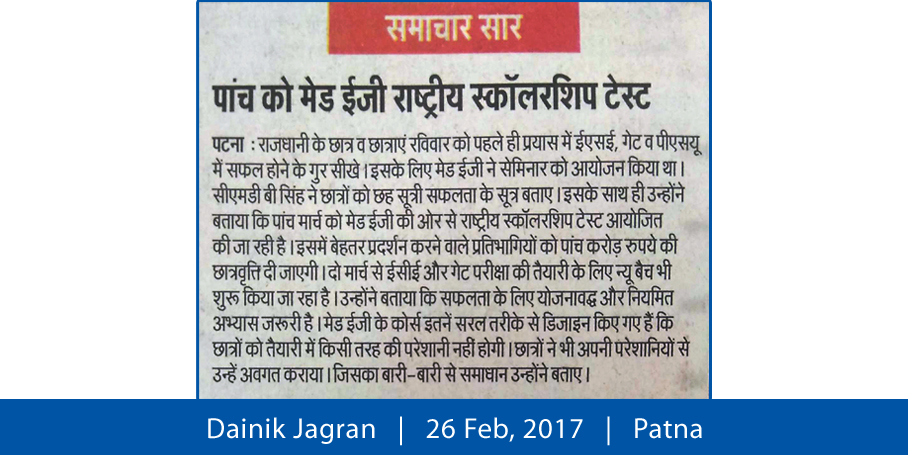 समाचार सार
पांच को मेड ईजी राष्ट्रीय स्कॉलरशिप टेस्ट
पटना : राजधानी के छात्र व छात्राएं रविवार को पहले ही प्रयास में ईएसई, गेट व पीएसयू
में सफल होने के गुर सीखे। इसके लिए मेड ईजी ने सेमिनार को आयोजन किया था।
सीएमडी बी सिंह ने छात्रों को छह सूत्री सफलता के सूत्र बताए। इसके साथ ही उन्होंने
बताया कि पांच मार्च को मेड ईजी की ओर से राष्ट्रीय स्कॉलरशिप टेस्ट आयोजित
की जा रही है। इसमें बेहतर प्रदर्शन करने वाले प्रतिभागियों को पांच करोड़ रुपये की
छात्रवृत्ति दी जाएगी। दो मार्च से ईसीई और गेट परीक्षा की तैयारी के लिए न्यू बैच भी
शुरू किया जा रहा है। उन्होंने बताया कि सफलता के लिए योजनावद्ध और नियमित
अभ्यास जरूरी है। मेड ईजी के कोर्स इतनें सरल तरीके से डिजाइन किए गए हैं कि
छात्रों को तैयारी में किसी तरह की परेशानी नहीं होगी। छात्रों ने भी अपनी परेशानियों से
उन्हें अवगत कराया। जिसका बारी-बारी से समाधान उन्होंने बताए।
Dainik Jagran | 26 Feb, 2017 | Patna